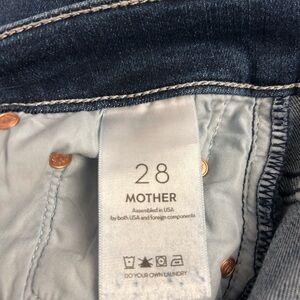 28
MOTHER
Assembled in USA
by both USA and foreign components
DO YOUR OWN LAUNDRY